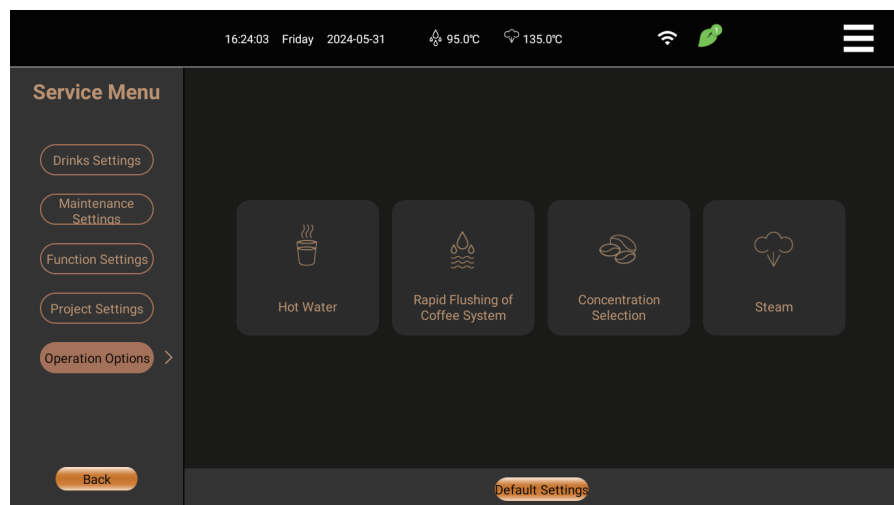 16:24:03 Friday 2024-05-31 95.0℃ 135.0℃ 1
Service Menu
Drinks Settings
Maintenance
Settings
Function Settings
Project Settings
Operation Options
Back
Hot Water
Rapid Flushing of
Coffee System
Concentration
Selection
Steam
Default Settings